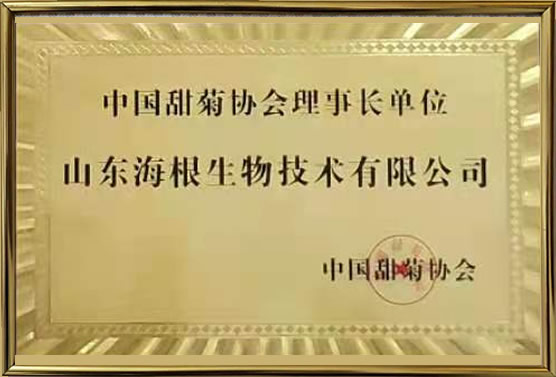 中国甜菊协会理事长单位
山东海根生物技术有限公司
中国甜菊协会